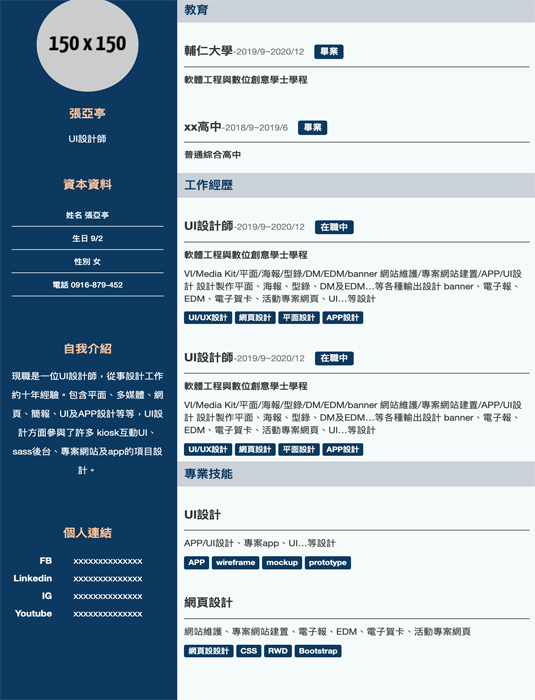 150 x 150
張亞亭
UI設計師
資本資料
姓名 張亞亭
生日 9/2
性別 女
電話 0916-879-452
自我介紹
現職是一位UI設計師，從事設計工作
約十年經驗。包含平面、多媒體、網
頁、簡報、UI及APP設計等等，UI設
計方面參與了許多 kiosk互動UI、
sass後台、專案網站及app的項目設
計。
個人連結
FB xxxxxxxxxxxxxx
Linkedin xxxxxxxxxxxxxx
IG xxxxxxxxxxxxxx
Youtube xxxxxxxxxxxxxx
教育
輔仁大學-2019/9~2020/12 畢業
軟體工程與數位創意學士學程
xx高中-2018/9~2019/6 畢業
普通綜合高中
工作經歷
UI設計師-2019/9~2020/12 在職中
軟體工程與數位創意學士學程
VI/Media Kit/平面/海報/型錄/DM/EDM/banner 網站維護/專案網站建置/APP/UI設
計 設計製作平面、海報、型錄、DM及EDM…等各種輸出設計 banner、電子報、
EDM、電子賀卡、活動專案網頁、UI…等設計
UI/UX設計 網頁設計 平面設計 APP設計
UI設計師-2019/9~2020/12 在職中
軟體工程與數位創意學士學程
VI/Media Kit/平面/海報/型錄/DM/EDM/banner 網站維護/專案網站建置/APP/UI設
計 設計製作平面、海報、型錄、DM及EDM…等各種輸出設計 banner、電子報、
EDM、電子賀卡、活動專案網頁、UI…等設計
UI/UX設計 網頁設計 平面設計 APP設計
專業技能
UI設計
APP/UI設計、專案app、UI…等設計
APP wireframe mockup prototype
網頁設計
網站維護、專案網站建置、電子報、EDM、電子賀卡、活動專案網頁
網頁設設計 CSS RWD Bootstrap